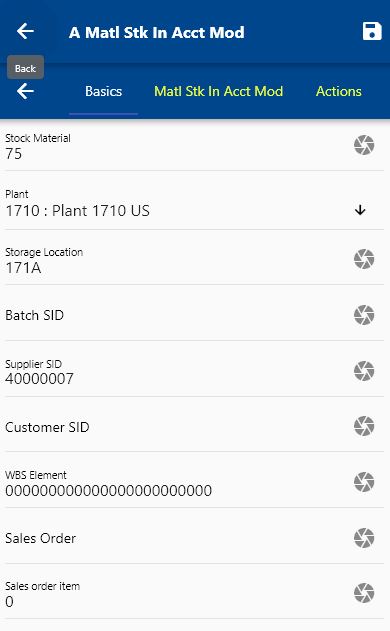 A Matl Stk In Acct Mod
Back
Basics Matl Stk In Acct Mod Actions
Stock Material
75
Plant
1710 : Plant 1710 US
Storage Location
171A
Batch SID
Supplier SID
40000007
Customer SID
WBS Element
000000000000000000000000
Sales Order
Sales order item
0